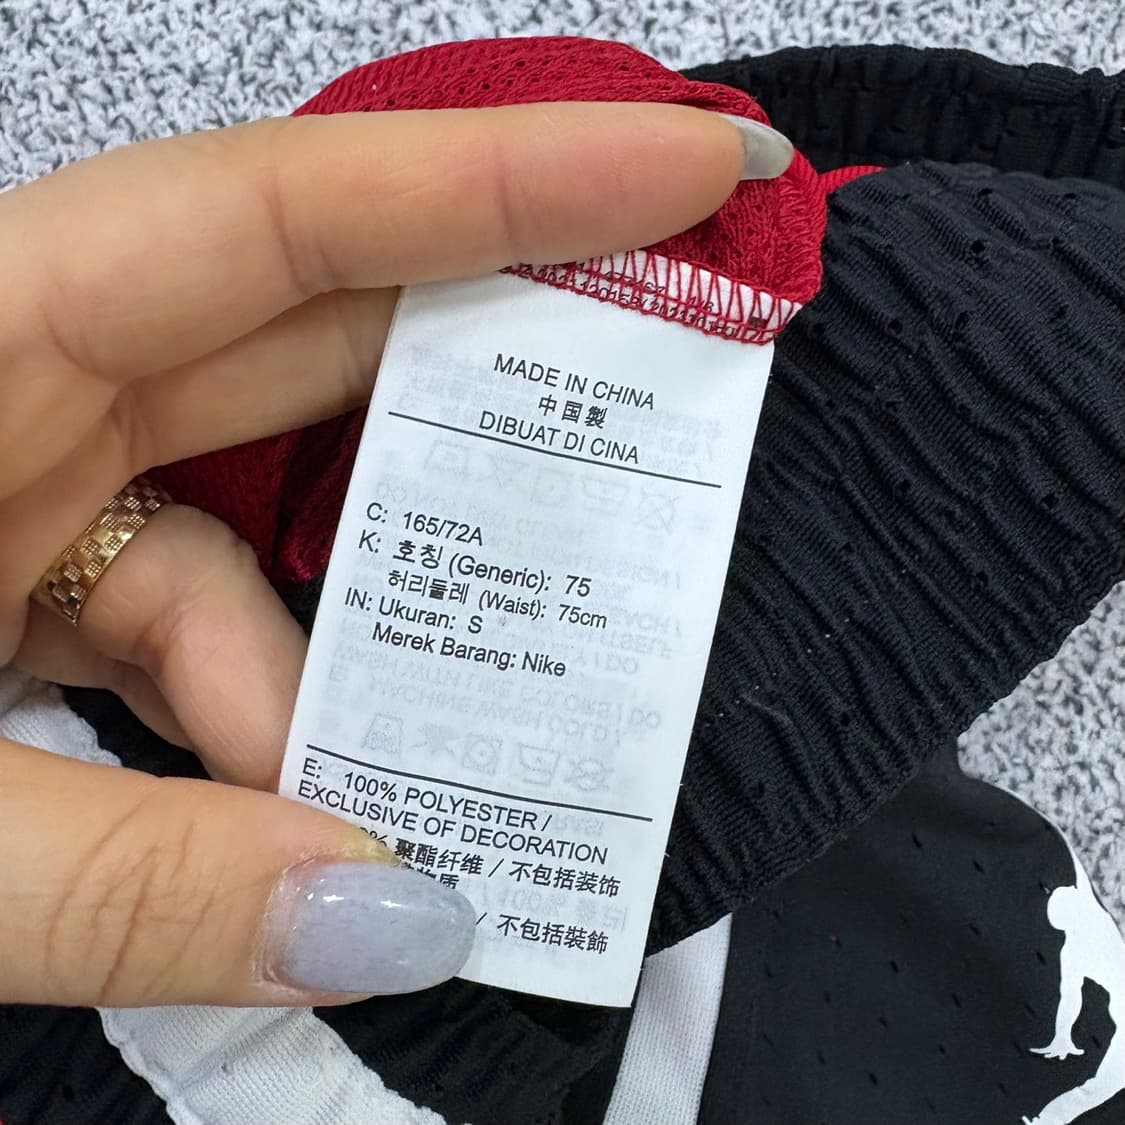 MADE IN CHINA
中国製
DIBUAT DI CINA
C: 165/72A
K: 호칭 (Generic): 75
허리둘레 (Waist): 75cm
IN: Ukuran: S
Merek Barang: Nike
E: 100% POLYESTER /
EXCLUSIVE OF DECORATION
% 聚酯纤维 / 不包括装饰
/ 不包括裝飾